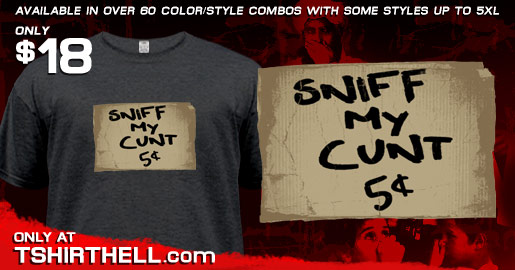 AVAILABLE IN OVER 60 COLOR/STYLE COMBOS WITH SOME STYLES UP TO 5XL
ONLY
$18
SNIFF
MY
CUNT
5¢
SNIFF
MY
CUNT
5¢
ONLY AT
TSHIRTHELL.com